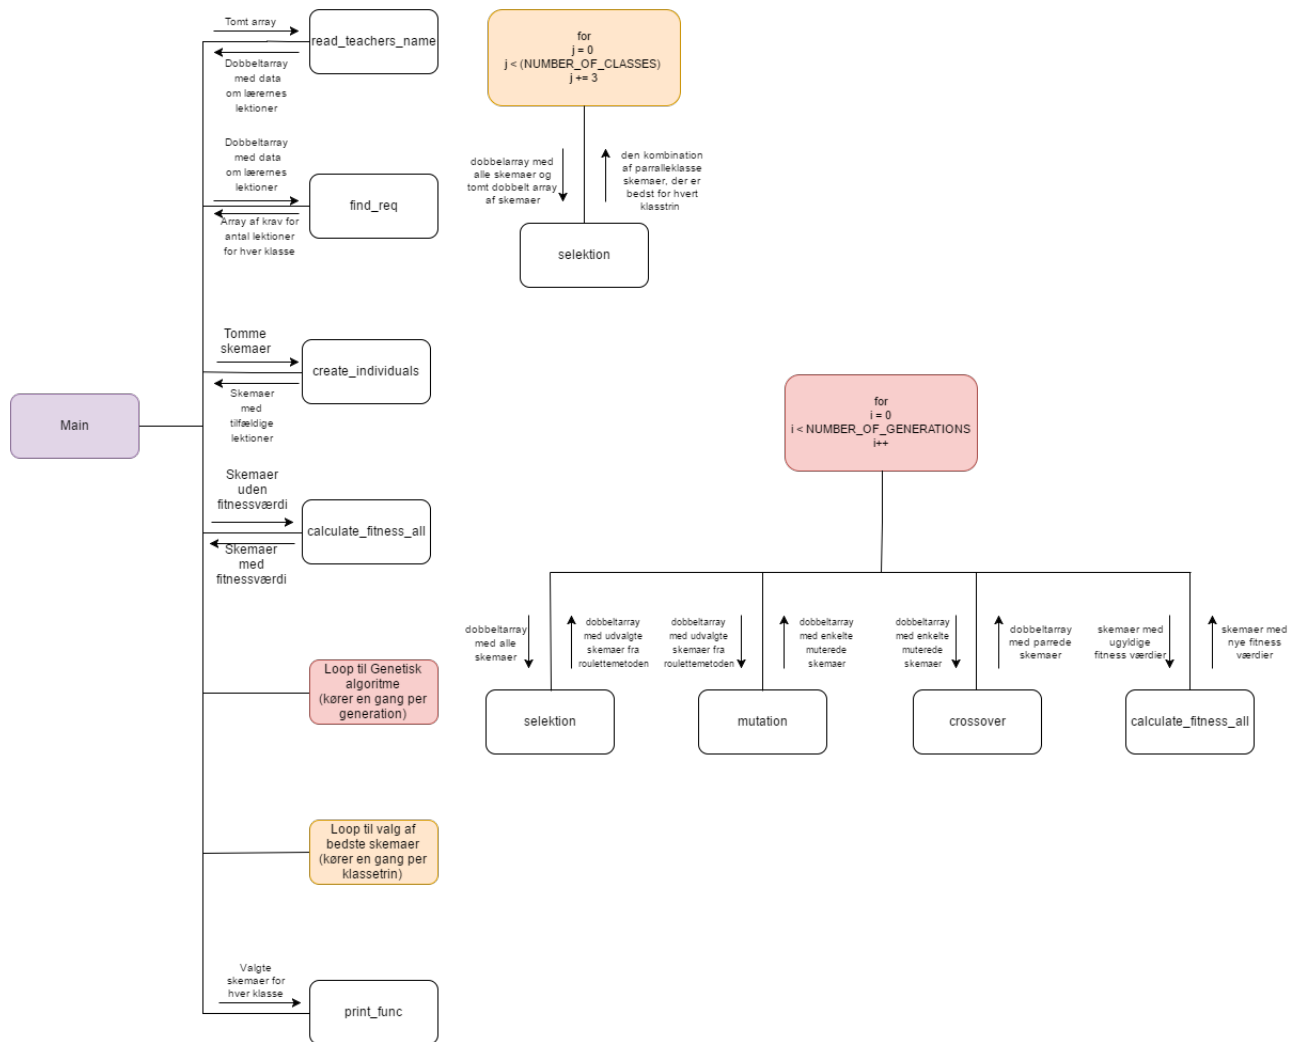 Tomt array
read_teachers_name
Dobbeltarray
med data
om lærernes
lektioner
Dobbeltarray
med data
om lærernes
lektioner
find_req
Array af krav for
antal lektioner
for hver klasse
Tomme
skemaer
create_individuals
Skemaer
med
tilfældige
lektioner
Main
Skemaer
uden
fitnessværdi
calculate_fitness_all
Skemaer
med
fitnessværdi
Loop til Genetisk
algoritme
(kører en gang per
generation)
Loop til valg af
bedste skemaer
(kører en gang per
klassetrin)
Valgte
skemaer for
hver klasse
print_func
for
j = 0
j < (NUMBER_OF_CLASSES)
j += 3
dobbelarray med
alle skemaer og
tomt dobbelt array
af skemaer
den kombination
af parralleklasse
skemaer, der er
bedst for hvert
klasstrin
selektion
for
i = 0
i < NUMBER_OF_GENERATIONS
i++
dobbeltarray
med alle
skemaer
dobbeltarray
med udvalgte
skemaer fra
roulettemetoden
selektion
dobbeltarray
med udvalgte
skemaer fra
roulettemetoden
dobbeltarray
med enkelte
muterede
skemaer
mutation
dobbeltarray
med enkelte
muterede
skemaer
dobbeltarray
med parrede
skemaer
crossover
skemaer med
ugyldige
fitness værdier
skemaer med
nye fitness
værdier
calculate_fitness_all